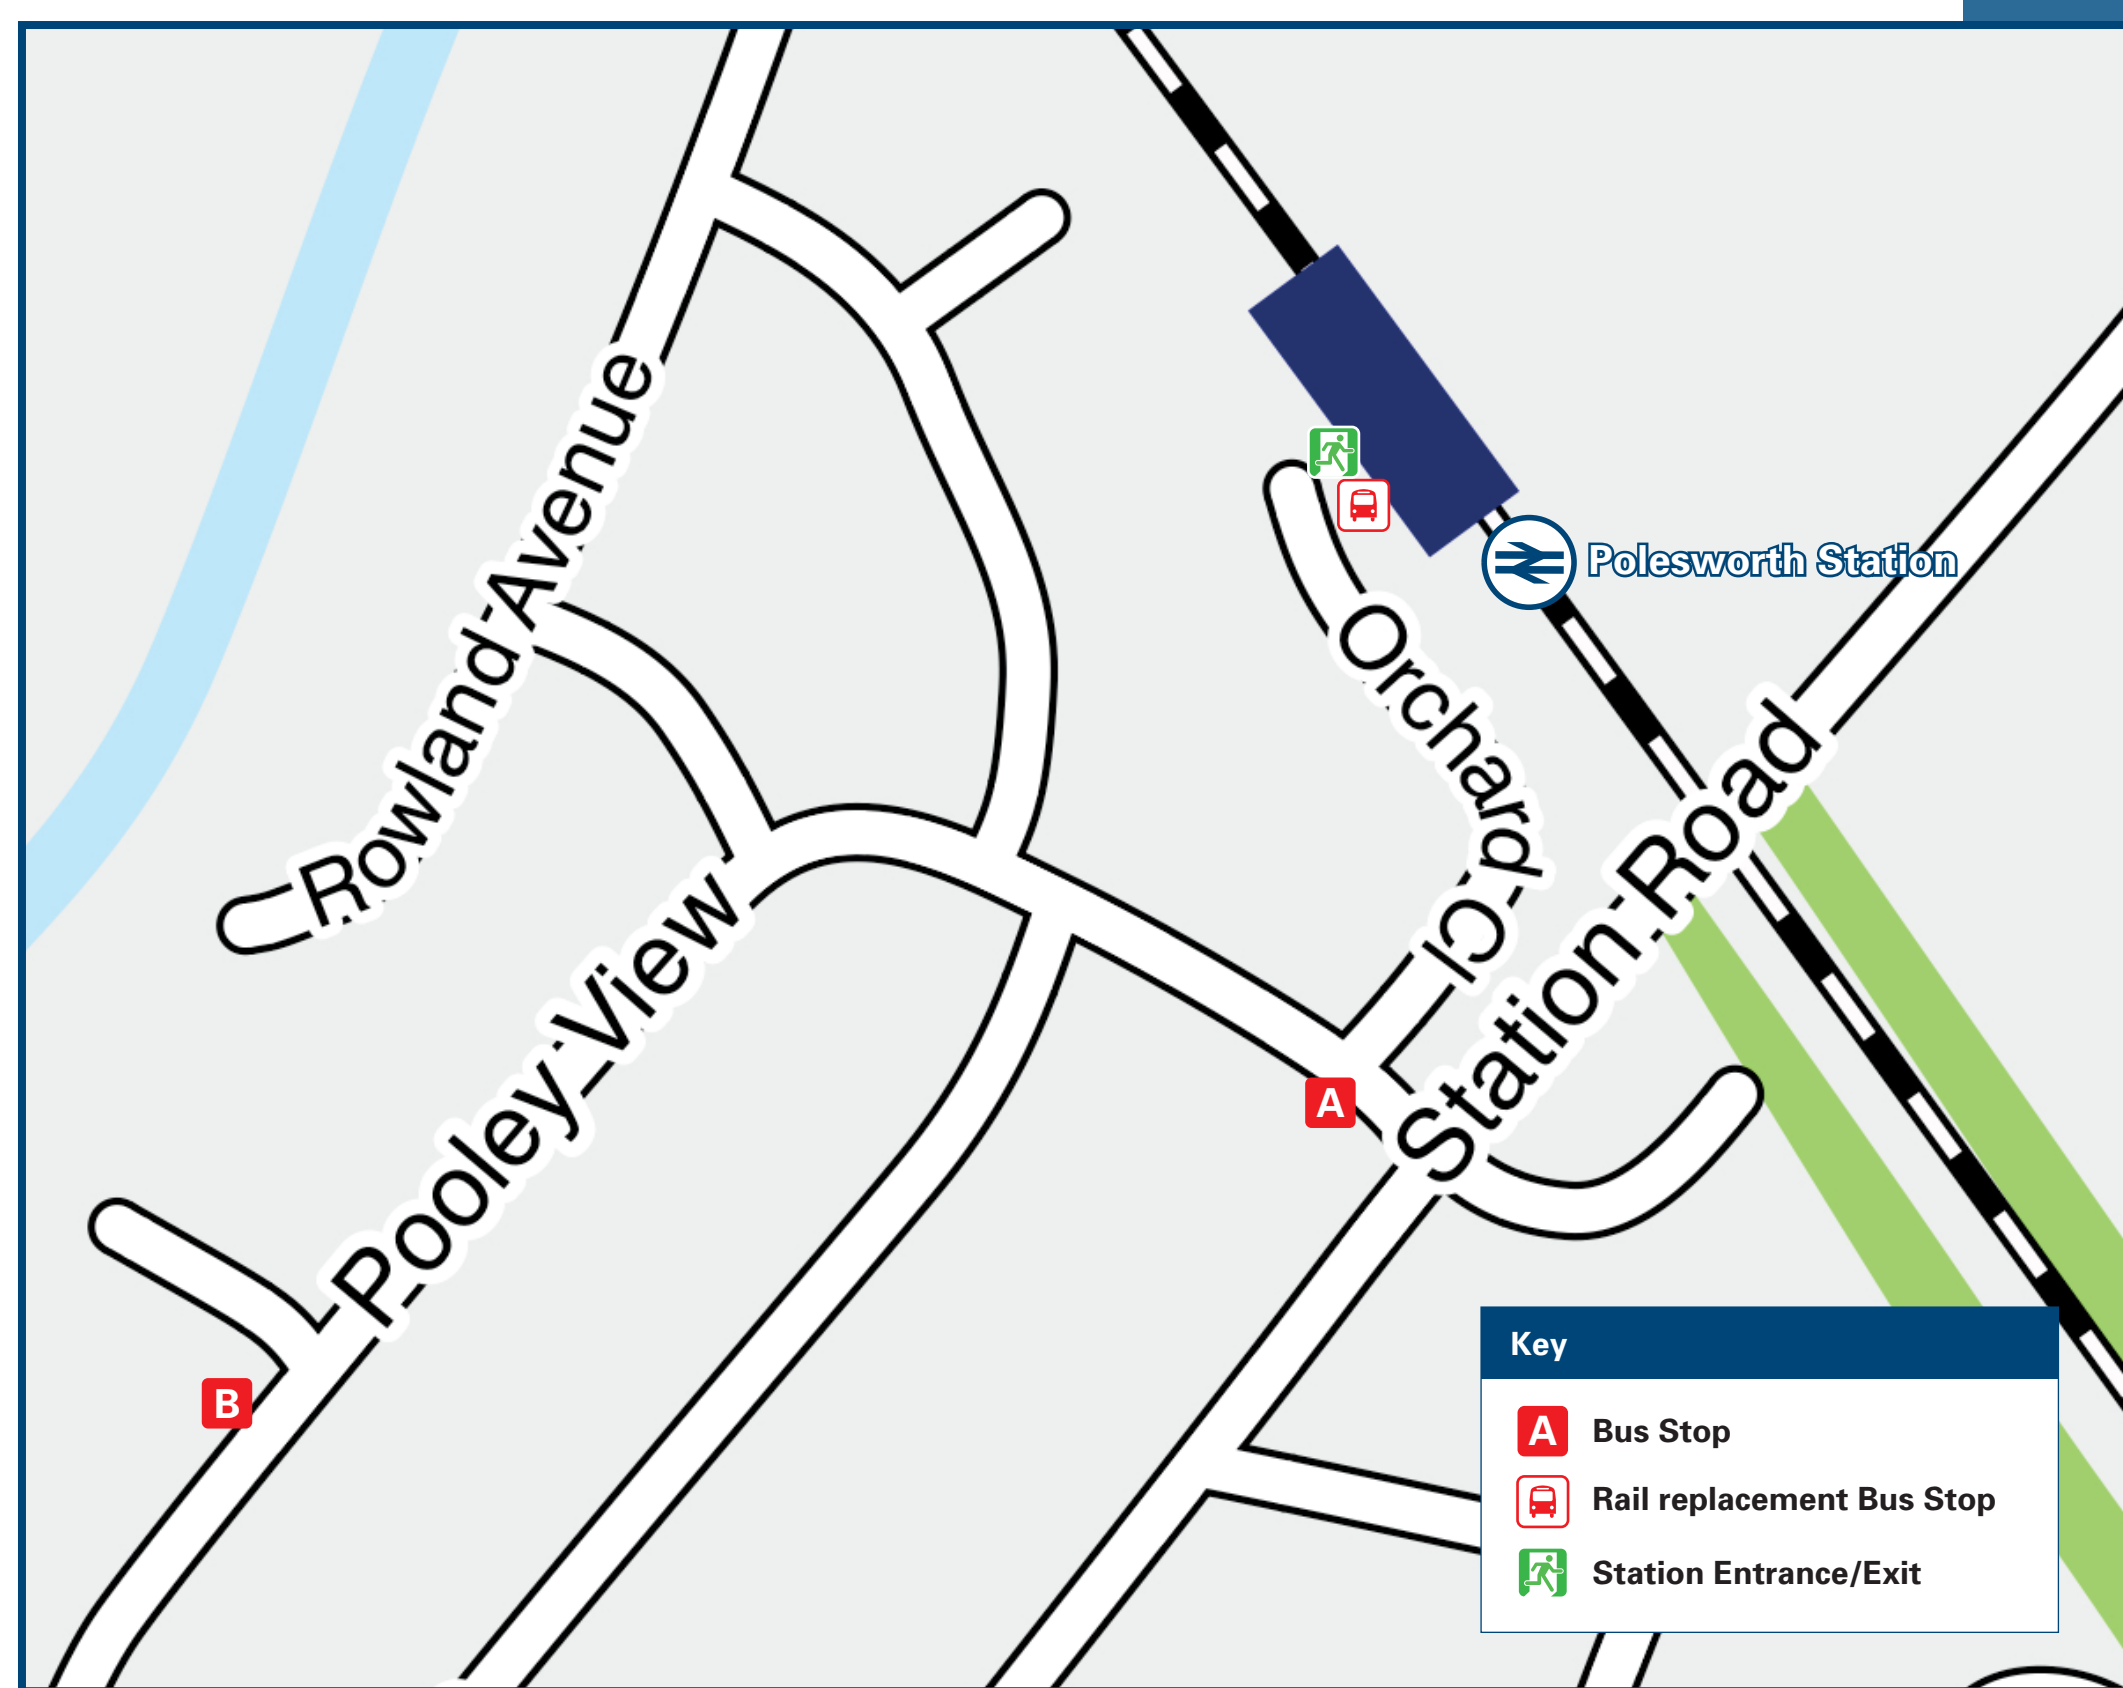 Rowland Avenue
Polesworth Station
Orchard Cl
Station Road
Pooley View
A
B
Key
A Bus Stop
Rail replacement Bus Stop
Station Entrance/Exit